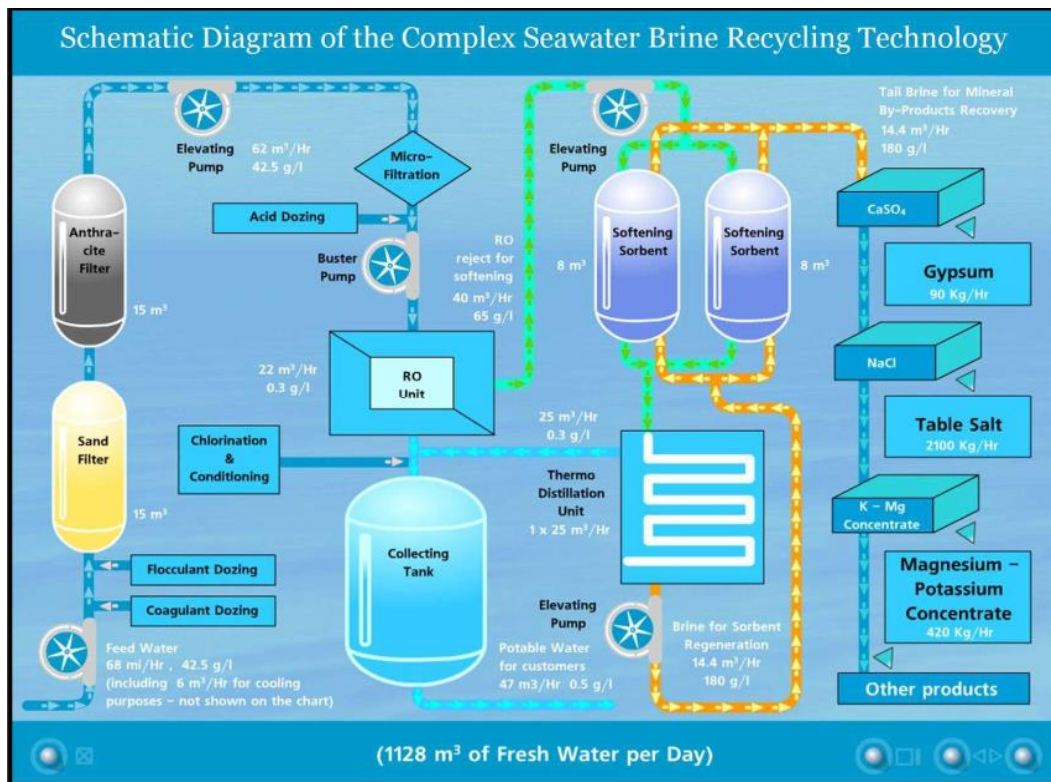 Schematic Diagram of the Complex Seawater Brine Recycling Technology
Elevating
Pump
62 m³/Hr
42.5 g/l
Micro-
Filtration
Acid Dozing
Buster
Pump
Anthra-
cite
Filter
15 m³
Sand
Filter
15 m³
Flocculant Dozing
Coagulant Dozing
Feed Water
68 mi/Hr , 42.5 g/l
(including 6 m³/Hr for cooling
purposes – not shown on the chart)
22 m³/Hr
0.3 g/l
RO
Unit
Chlorination
&
Conditioning
Collecting
Tank
RO
reject for
softening
40 m³/Hr
65 g/l
Elevating
Pump
Softening
Sorbent
8 m³
Softening
Sorbent
8 m³
25 m³/Hr
0.3 g/l
Thermo
Distillation
Unit
1 x 25 m³/Hr
Elevating
Pump
Potable Water
for customers
47 m3/Hr 0.5 g/l
Brine for Sorbent
Regeneration
14.4 m³/Hr
180 g/l
Tail Brine for Mineral
By-Products Recovery
14.4 m³/Hr
180 g/l
CaSO₄
Gypsum
90 Kg/Hr
NaCl
Table Salt
2100 Kg/Hr
K – Mg
Concentrate
Magnesium –
Potassium
Concentrate
420 Kg/Hr
Other products
(1128 m³ of Fresh Water per Day)